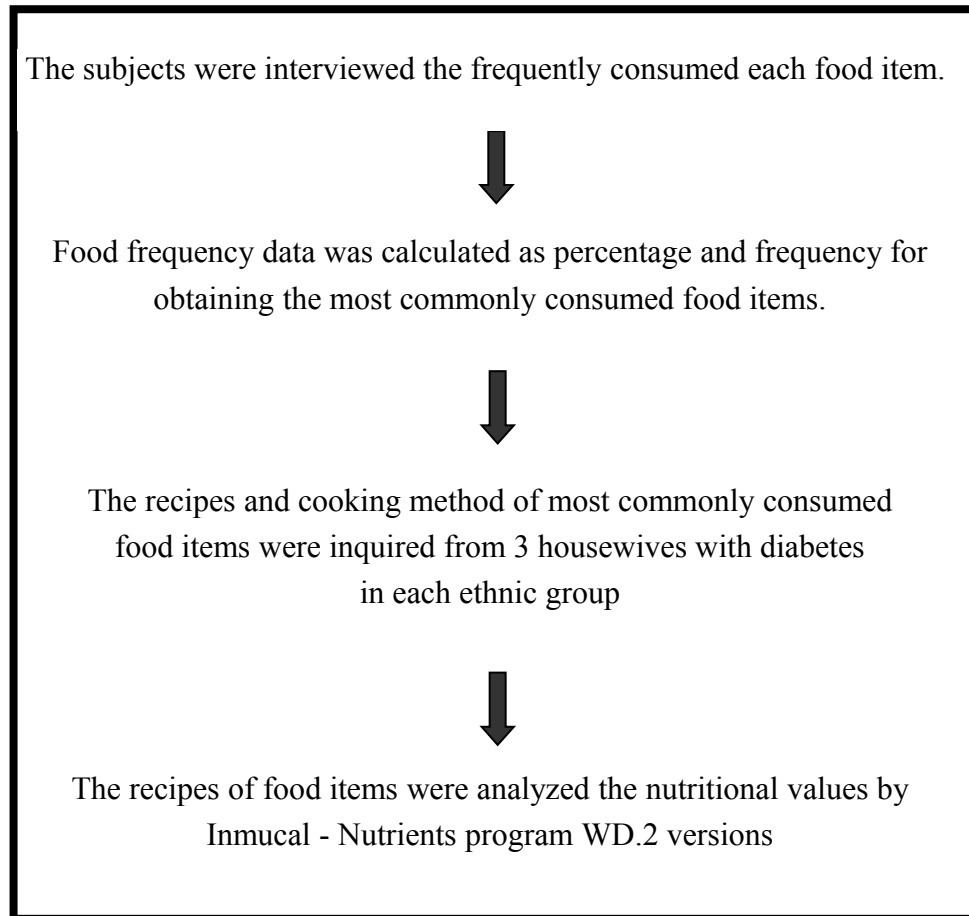 The subjects were interviewed the frequently consumed each food item.
Food frequency data was calculated as percentage and frequency for
obtaining the most commonly consumed food items.
The recipes and cooking method of most commonly consumed
food items were inquired from 3 housewives with diabetes
in each ethnic group
The recipes of food items were analyzed the nutritional values by
Inmucal - Nutrients program WD.2 versions